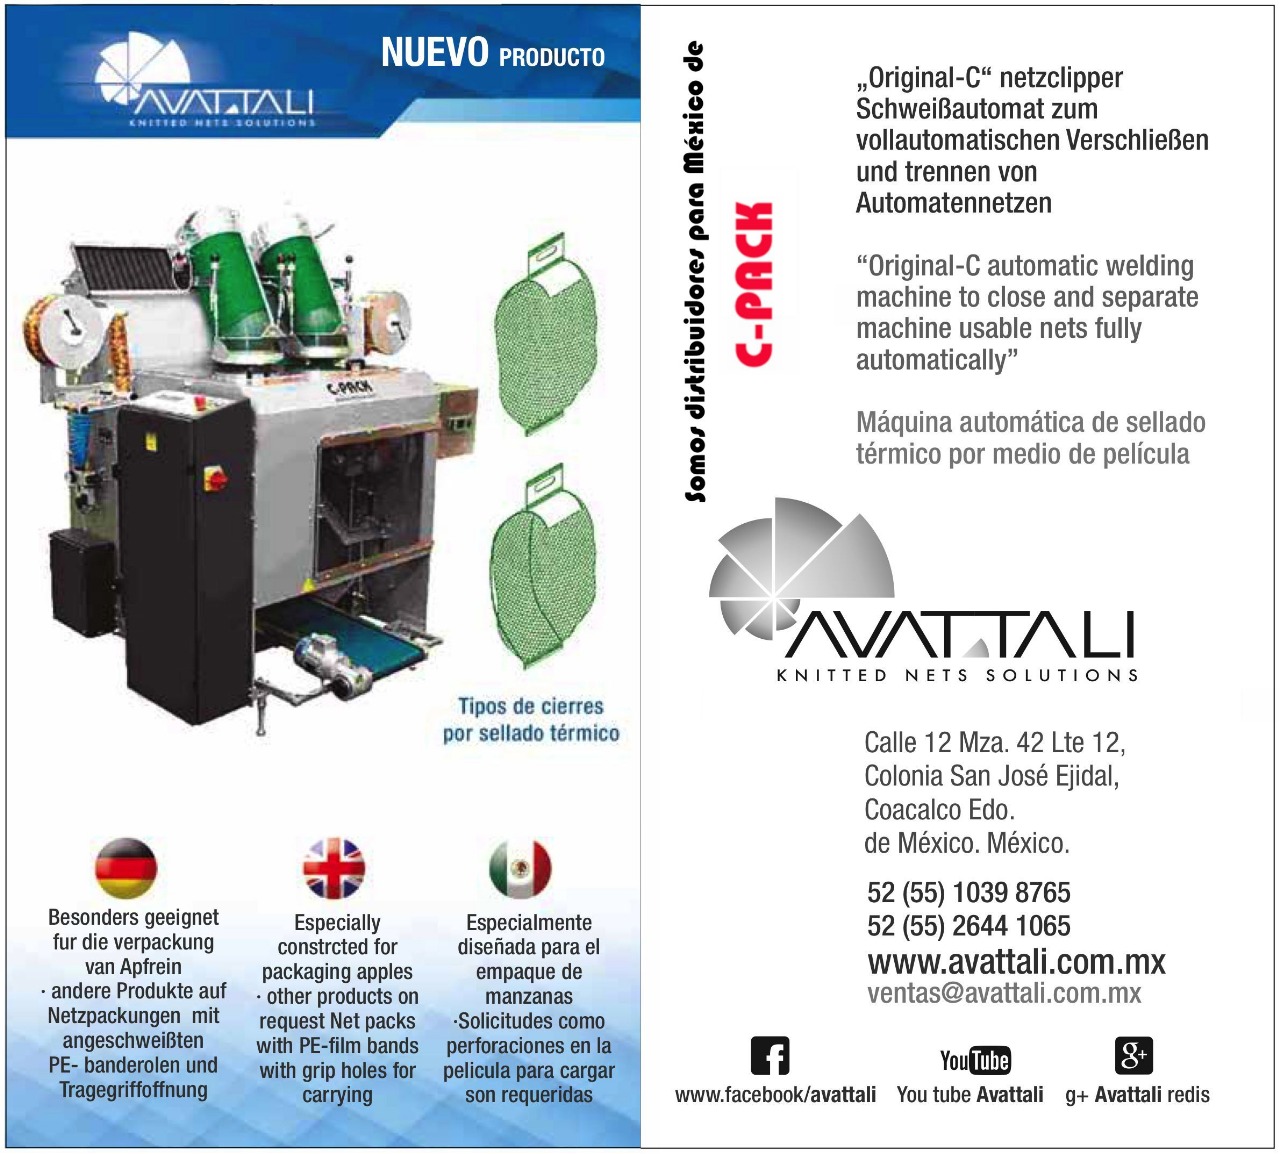 NUEVO PRODUCTO
AVATTALI
KNITTED NETS SOLUTIONS
C-PACK
Tipos de cierres
por sellado térmico
Besonders geeignet
fur die verpackung
van Apfrein
· andere Produkte auf
Netzpackungen mit
angeschweißten
PE- banderolen und
Tragegriffoffnung
Especially
constrcted for
packaging apples
· other products on
request Net packs
with PE-film bands
with grip holes for
carrying
Especialmente
diseñada para el
empaque de
manzanas
·Solicitudes como
perforaciones en la
pelicula para cargar
son requeridas
Somos distribuidores para México de
C-PACK
„Original-C“ netzclipper
Schweißautomat zum
vollautomatischen Verschließen
und trennen von
Automatennetzen
“Original-C automatic welding
machine to close and separate
machine usable nets fully
automatically”
Máquina automática de sellado
térmico por medio de película
AVATTALI
KNITTED NETS SOLUTIONS
Calle 12 Mza. 42 Lte 12,
Colonia San José Ejidal,
Coacalco Edo.
de México. México.
52 (55) 1039 8765
52 (55) 2644 1065
www.avattali.com.mx
ventas@avattali.com.mx
f
YouTube
g+
www.facebook/avattali
You tube Avattali
g+ Avattali redis